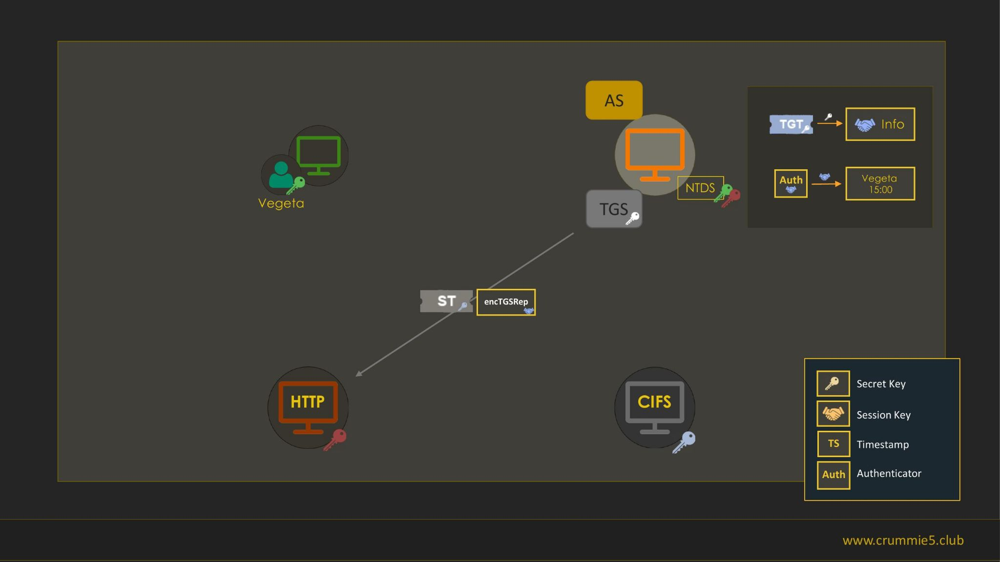 AS
TGT
Info
Auth
Vegeta
15:00
NTDS
Vegeta
TGS
ST
encTGSRep
HTTP
CIFS
Secret Key
Session Key
TS
Timestamp
Auth
Authenticator
www.crummie5.club